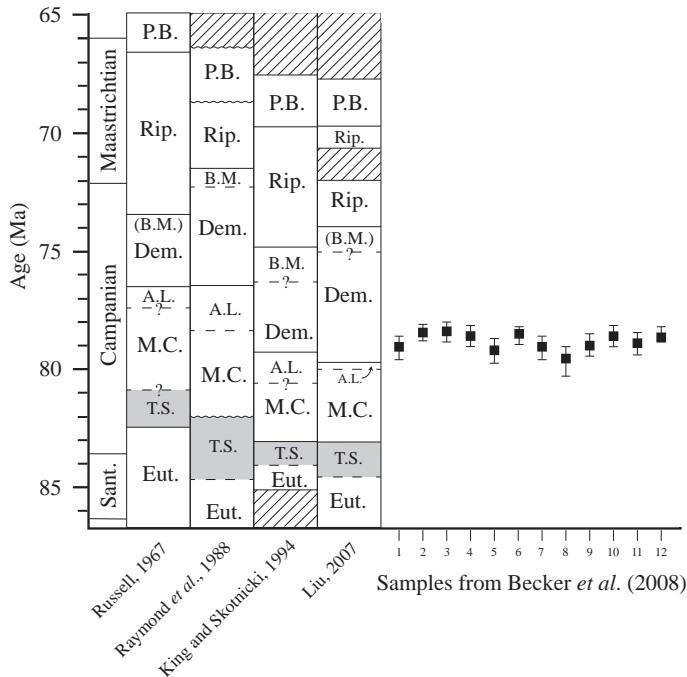 65
70
75
80
85
Age (Ma)
Maastrichtian
Campanian
Sant.
P.B.
Rip.
(B.M.)
Dem.
A.L.
?
M.C.
?
T.S.
Eut.
P.B.
Rip.
B.M.
Dem.
A.L.
M.C.
T.S.
Eut.
P.B.
Rip.
B.M.
?
Dem.
A.L.
?
M.C.
T.S.
Eut.
P.B.
Rip.
Rip.
(B.M.)
?
Dem.
A.L.
M.C.
T.S.
Eut.
Russell, 1967
Raymond et al., 1988
King and Skotnicki, 1994
Liu, 2007
1 2 3 4 5 6 7 8 9 10 11 12
Samples from Becker et al. (2008)